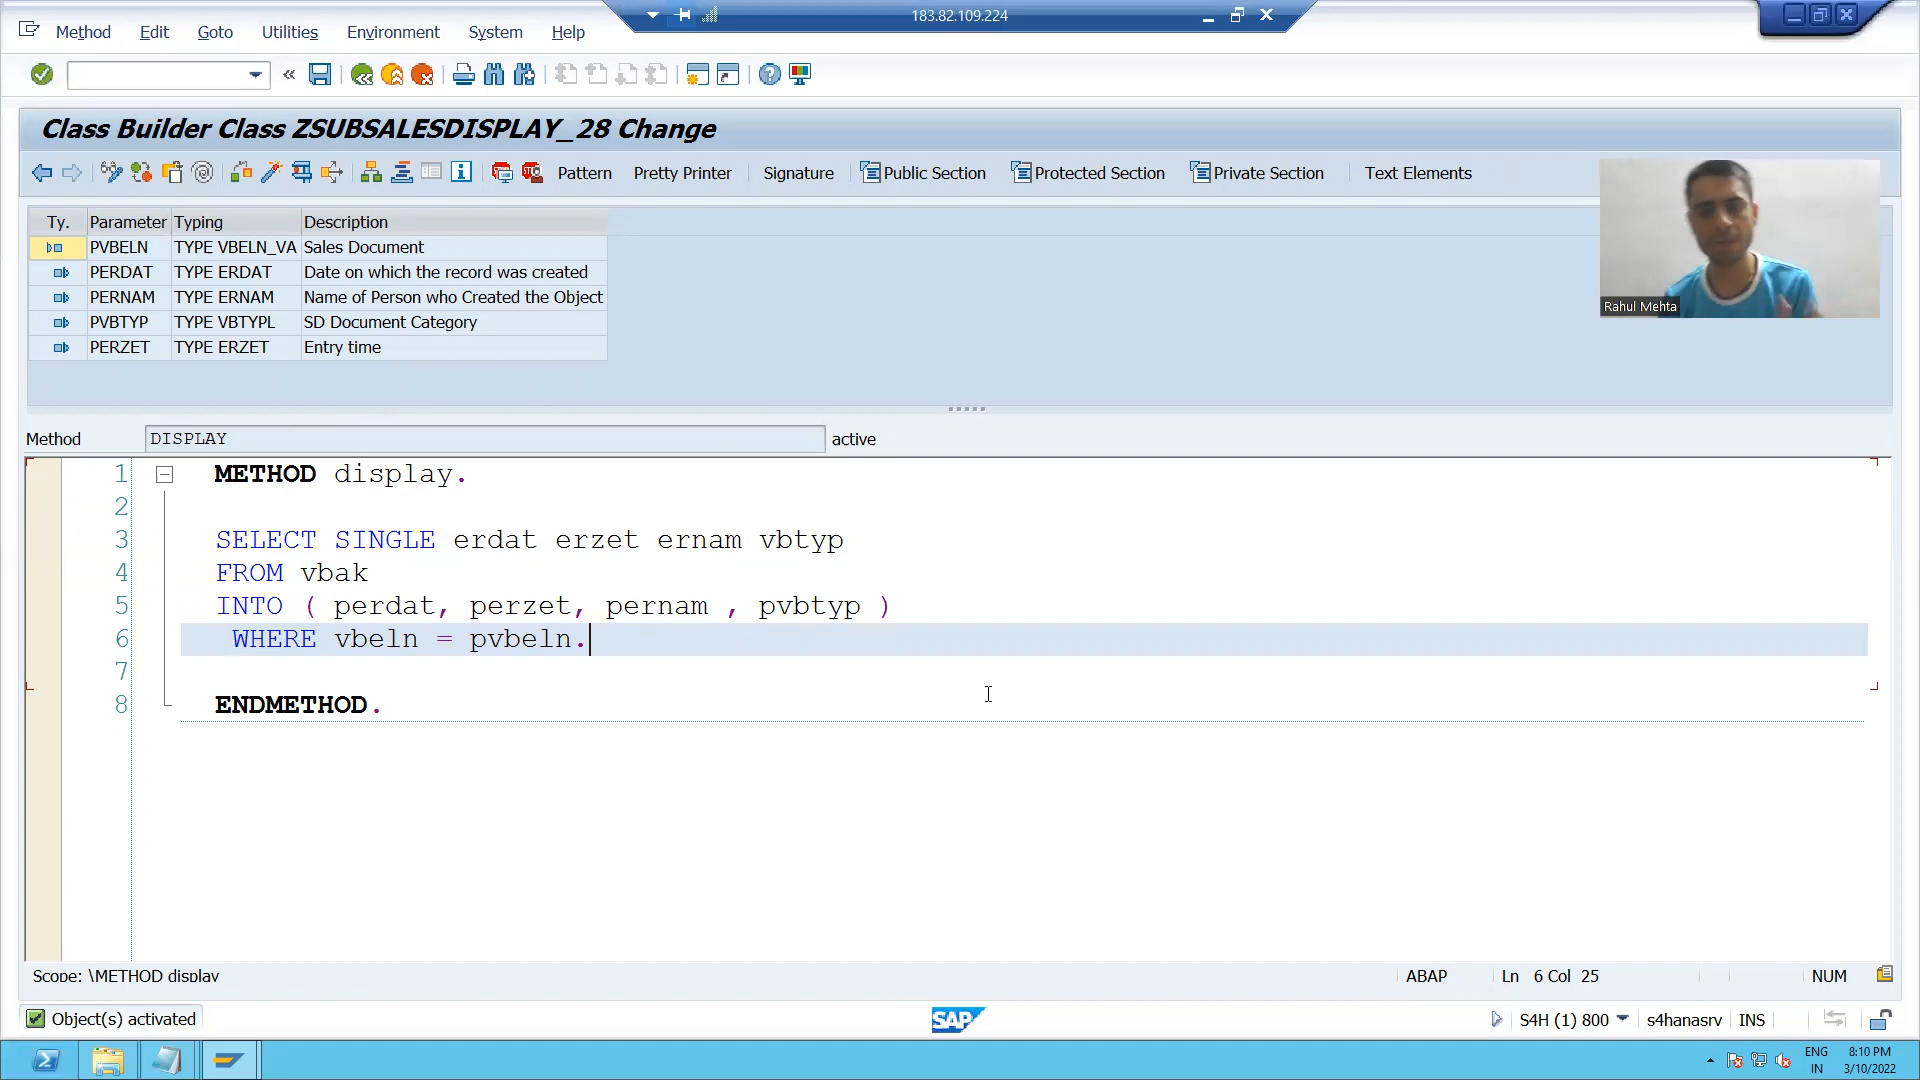 183.82.109.224
Method Edit Goto Utilities Environment System Help
Class Builder Class ZSUBSALESDISPLAY_28 Change
Pattern Pretty Printer Signature Public Section Protected Section Private Section Text Elements
Ty. Parameter Typing Description
PVBELN TYPE VBELN_VA Sales Document
PERDAT TYPE ERDAT Date on which the record was created
PERNAM TYPE ERNAM Name of Person who Created the Object
PVBTYP TYPE VBTYPL SD Document Category
PERZET TYPE ERZET Entry time
Rahul Mehta
Method DISPLAY active
1 METHOD display.
2
3 SELECT SINGLE erdat erzet ernam vbtyp
4 FROM vbak
5 INTO ( perdat, perzet, pernam , pvbtyp )
6 WHERE vbeln = pvbeln.
7
8 ENDMETHOD.
Scope: \METHOD display ABAP Ln 6 Col 25 NUM
Object(s) activated SAP S4H (1) 800 s4hanasrv INS
ENG 8:10 PM
IN 3/10/2022